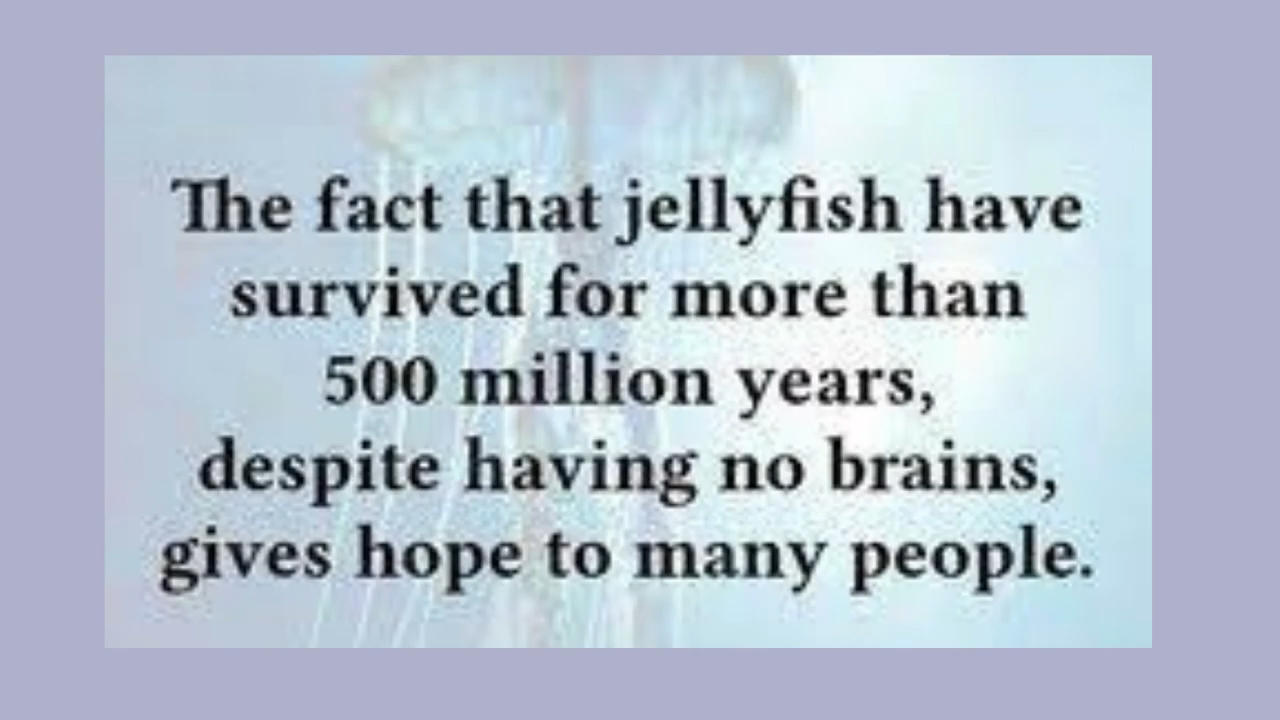 The fact that jellyfish have
survived for more than
500 million years,
despite having no brains,
gives hope to many people.